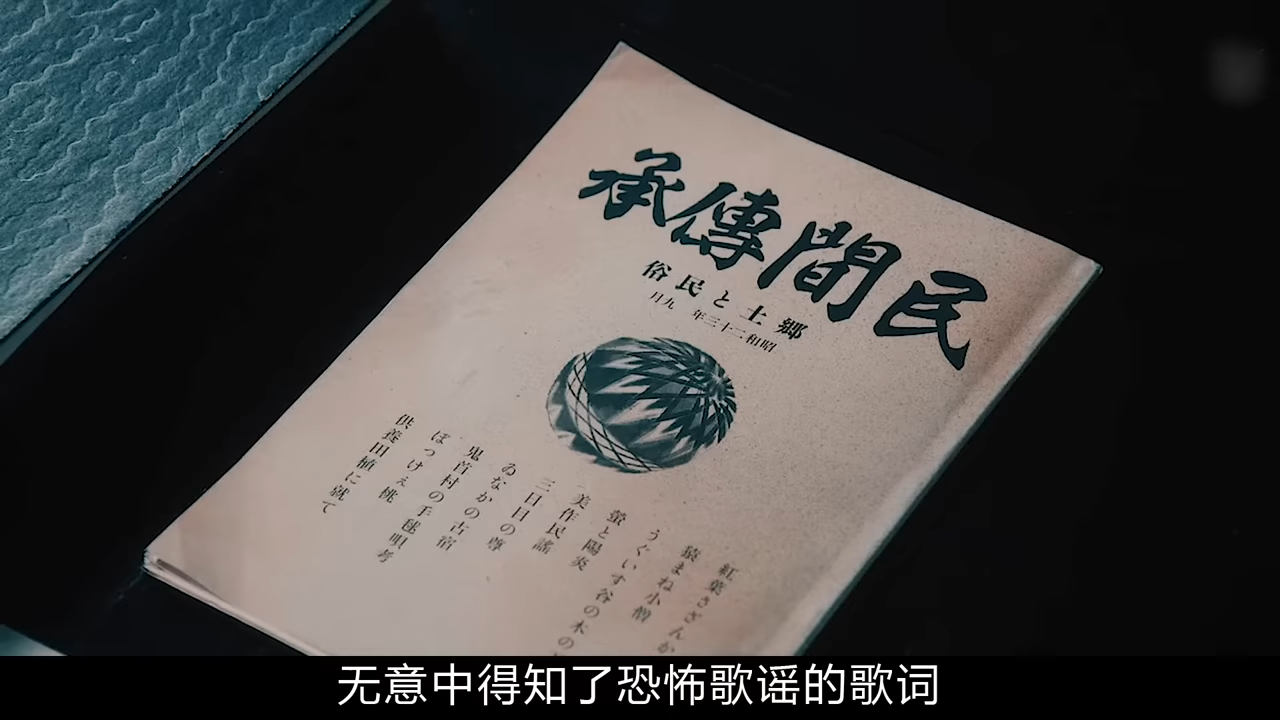 民間傳承
郷土と民俗
昭和二十三年 九月
紅葉さざんか
猿まね小僧
うぐいす谷の木の
螢と陽炎
美作民謡
三日目の尊
ゐなかの古宿
鬼首村の手毬唄考
ぼっけえ桃
供養田植に就て
无意中得知了恐怖歌谣的歌词